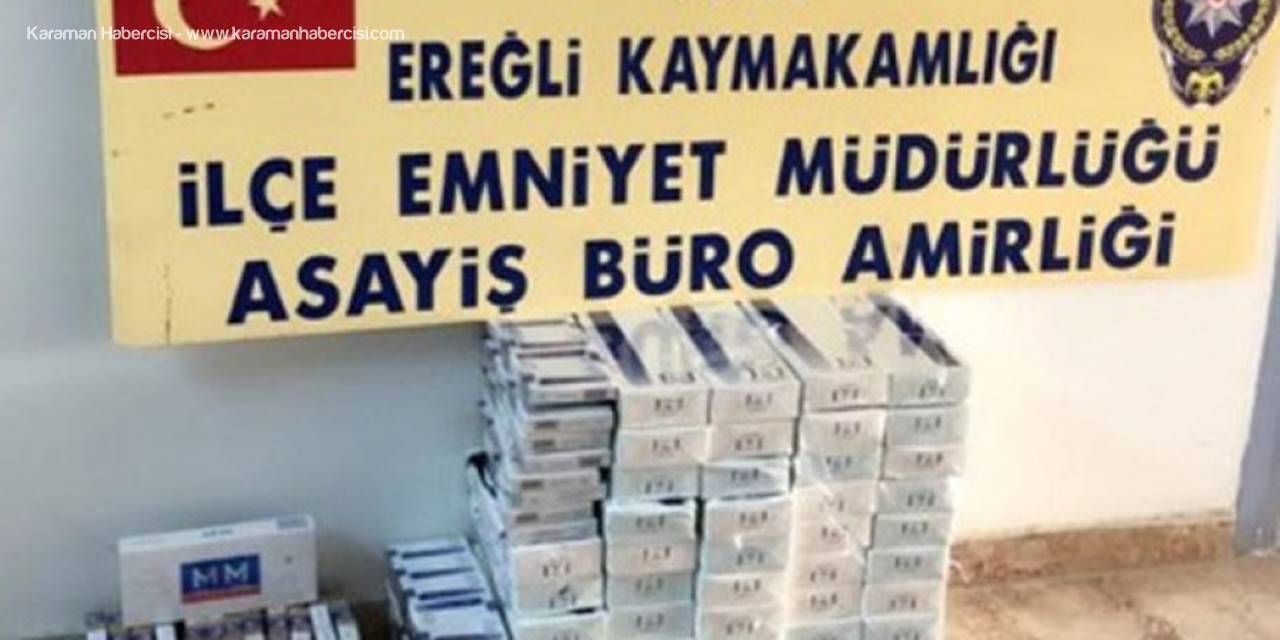 Karaman Habercisi - www.karamanhabercisi.com
EREĞLİ KAYMAKAMLIĞI
İLÇE EMNİYET MÜDÜRLÜĞÜ
ASAYİŞ BÜRO AMİRLİĞİ
MM